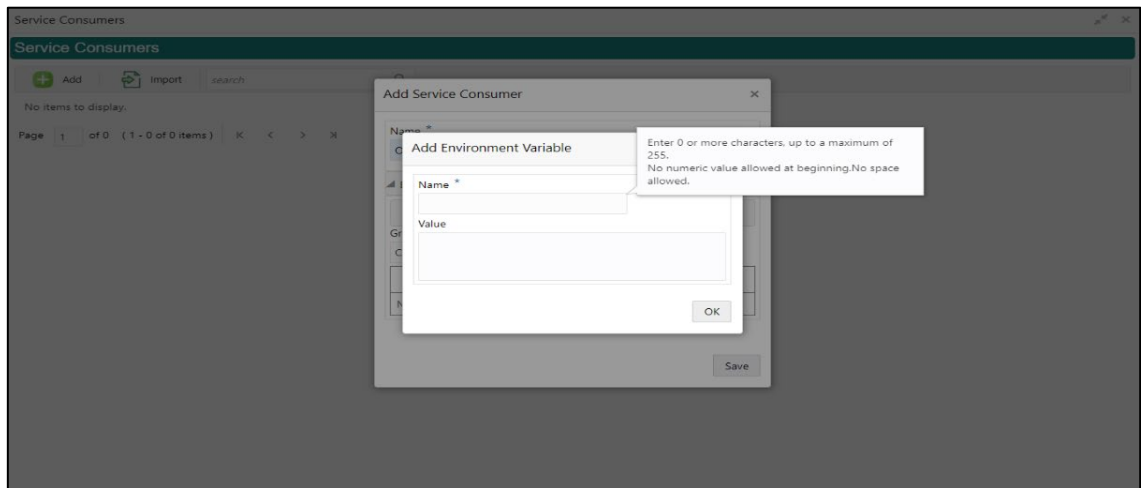 Service Consumers
Service Consumers
Add Import search
No items to display.
Page 1 of 0 ( 1 - 0 of 0 items ) K < > X
Add Service Consumer ×
Name *
Add Environment Variable
Enter 0 or more characters, up to a maximum of
255.
No numeric value allowed at beginning.No space
allowed.
Name *
Value
Gr
C
N
OK
Save